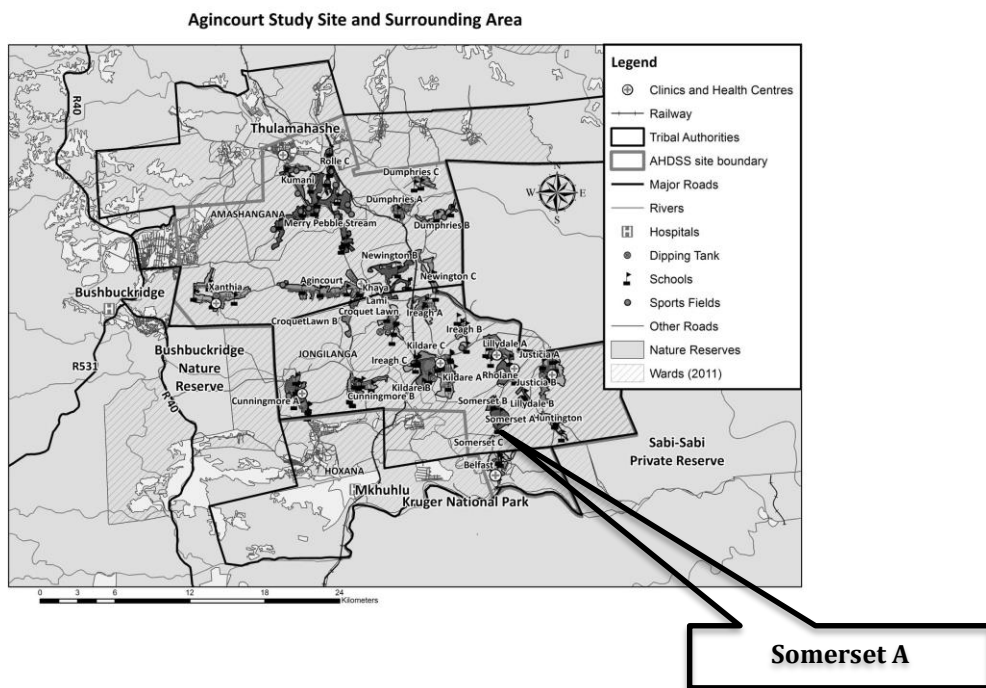 Agincourt Study Site and Surrounding Area
Legend
Clinics and Health Centres
Railway
Tribal Authorities
AHDSS site boundary
Major Roads
Rivers
Hospitals
Dipping Tank
Schools
Sports Fields
Other Roads
Nature Reserves
Wards (2011)
R40
Thulamahashe
Rolle C
Kumani
Dumphries C
N
W
E
S
Dumphries A
AMASHANGANA
Merry Pebble Stream
Dumphries B
Newington B
Newington C
Xanthia
Agincourt
Khaya
Lami
Bushbuckridge
Croquet Lawn
Ireagh A
CroquetLawn B
Ireagh B
Kildare C
Lillydale A
Bushbuckridge
Nature
Reserve
JONGILANGA
Ireagh C
Justicia A
R531
Rholane
Kildare A
Justicia B
Kildare B
Cunningmore A
Cunningmore B
Lillydale B
R 40
Somerset B
Somerset A
Huntington
Somerset C
Sabi-Sabi
Private Reserve
Belfast
HOXANA
Mkhuhlu
Kruger National Park
0 3 6 12 18 24
Kilometers
Somerset A